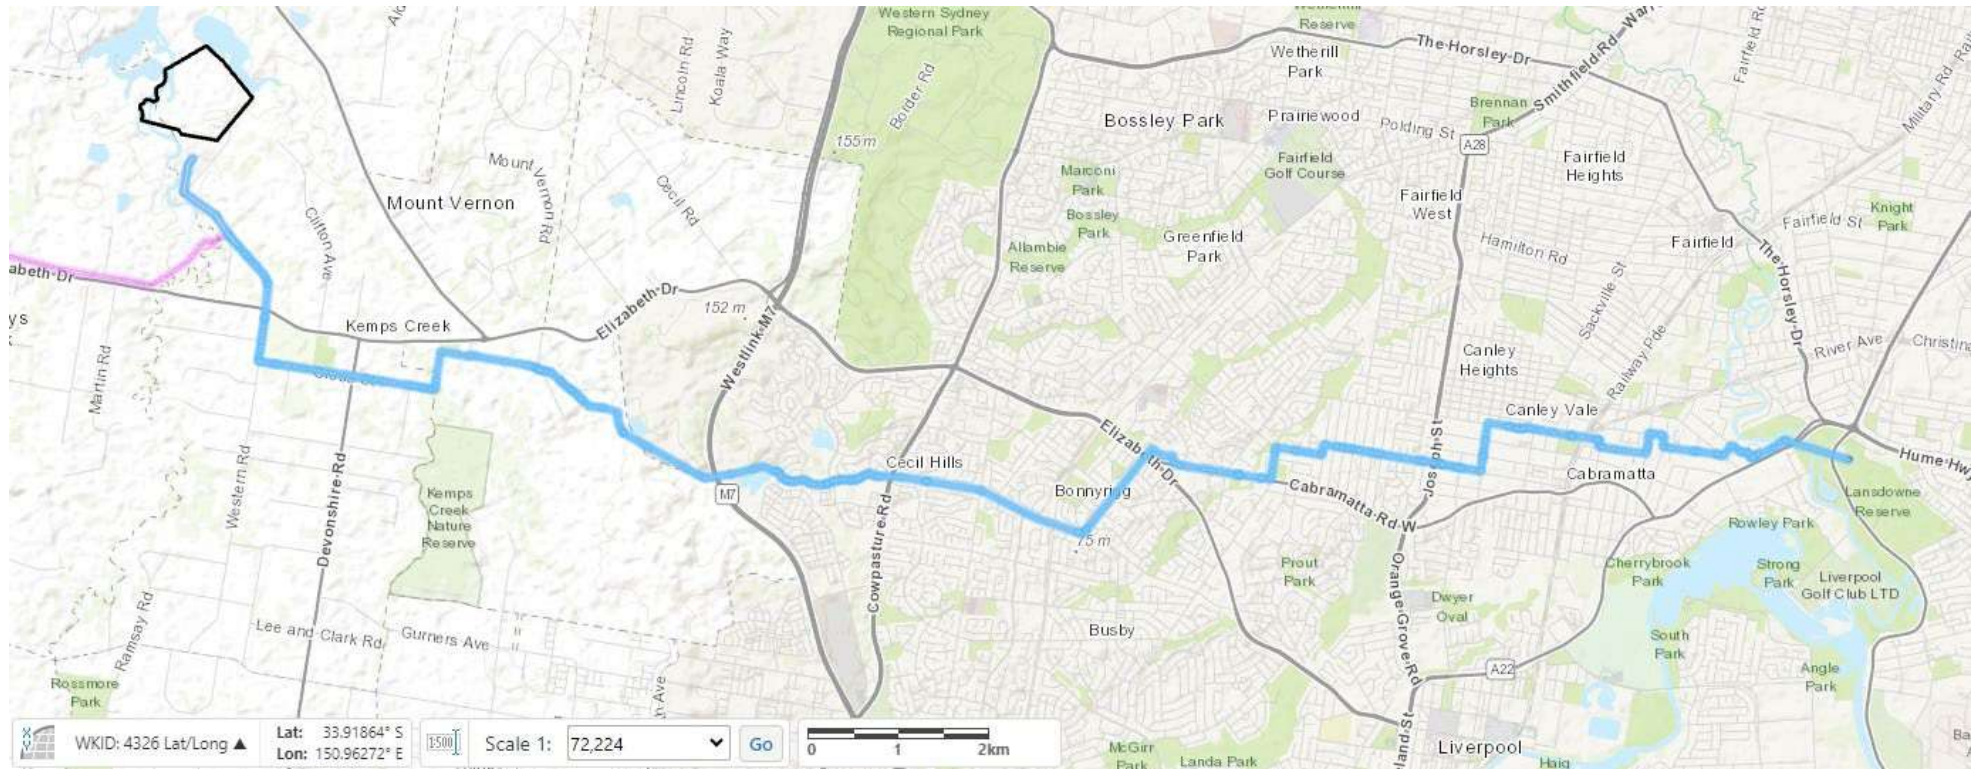 Western Sydney
Regional Park
Reserve
Wetherill
Park
The Horsley Dr
Smithfield Rd
Fairfield Rd
Military Rd
Lincoln Rd
Koala Way
Border Rd
155 m
Bossley Park
Prairiewood
Polding St
Brennan
Park
A28
Fairfield
Heights
Fairfield
Golf Course
Marconi
Park
Mount Vernon
Mount Vernon Rd
Cecil Rd
Clifton Ave
Bossley
Park
Fairfield
West
Allambie
Reserve
Greenfield
Park
Hamilton Rd
Fairfield
Fairfield St
Knight
Park
The Horsley Dr
abeth Dr
Elizabeth Dr
152 m
Westlink M7
Sackville St
Railway Pde
River Ave
ys
Kemps Creek
Martin Rd
Canley
Heights
Canley Vale
Elizabeth Dr
Joseph St
Western Rd
Devonshire Rd
Cecil Hills
Bonnyrigg
Cabramatta
Hume Hwy
M7
Cabramatta Rd W
Lansdowne
Reserve
Kemps
Creek
Nature
Reserve
Cowpasture Rd
75 m
Rowley Park
Prout
Park
Orange Grove Rd
Cherrybrook
Park
Strong
Park
Liverpool
Golf Club LTD
Dwyer
Oval
Ramsay Rd
Lee and Clark Rd
Gurners Ave
Busby
South
Park
A22
Angle
Park
Rossmore
Park
WKID: 4326 Lat/Long ▲
Lat: 33.91864° S
Lon: 150.96272° E
1:500
Scale 1: 72,224
Go
0 1 2km
McGirr
Park
Landa Park
Liverpool
Haig